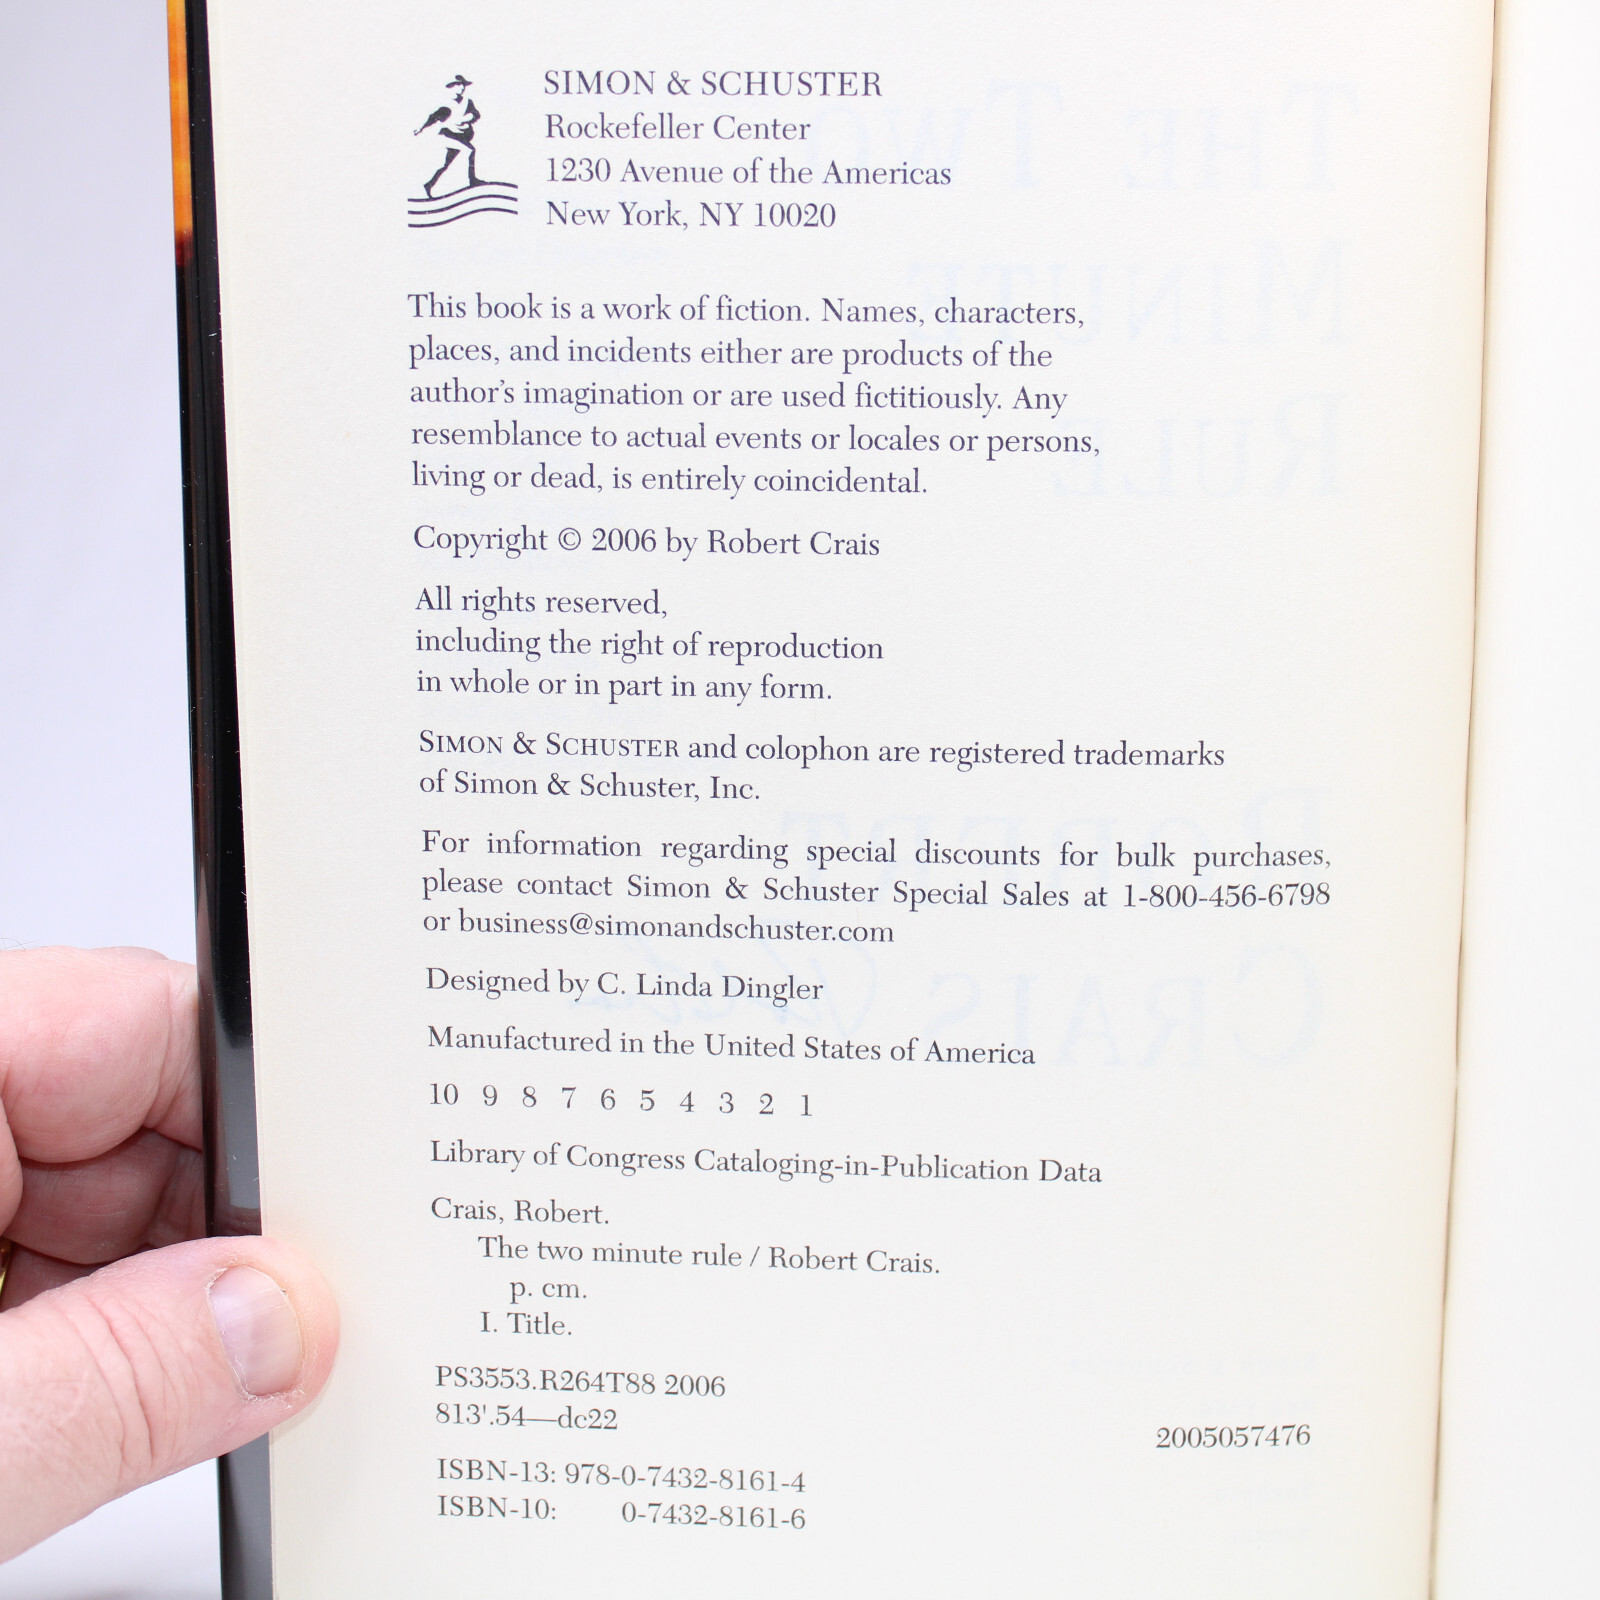 SIMON & SCHUSTER
Rockefeller Center
1230 Avenue of the Americas
New York, NY 10020
This book is a work of fiction. Names, characters,
places, and incidents either are products of the
author's imagination or are used fictitiously. Any
resemblance to actual events or locales or persons,
living or dead, is entirely coincidental.
Copyright © 2006 by Robert Crais
All rights reserved,
including the right of reproduction
in whole or in part in any form.
SIMON & SCHUSTER and colophon are registered trademarks
of Simon & Schuster, Inc.
For information regarding special discounts for bulk purchases,
please contact Simon & Schuster Special Sales at 1-800-456-6798
or business@simonandschuster.com
Designed by C. Linda Dingler
Manufactured in the United States of America
10 9 8 7 6 5 4 3 2 1
Library of Congress Cataloging-in-Publication Data
Crais, Robert.
The two minute rule / Robert Crais.
p. cm.
I. Title.
PS3553.R264T88 2006
813'.54—dc22
2005057476
ISBN-13: 978-0-7432-8161-4
ISBN-10: 0-7432-8161-6